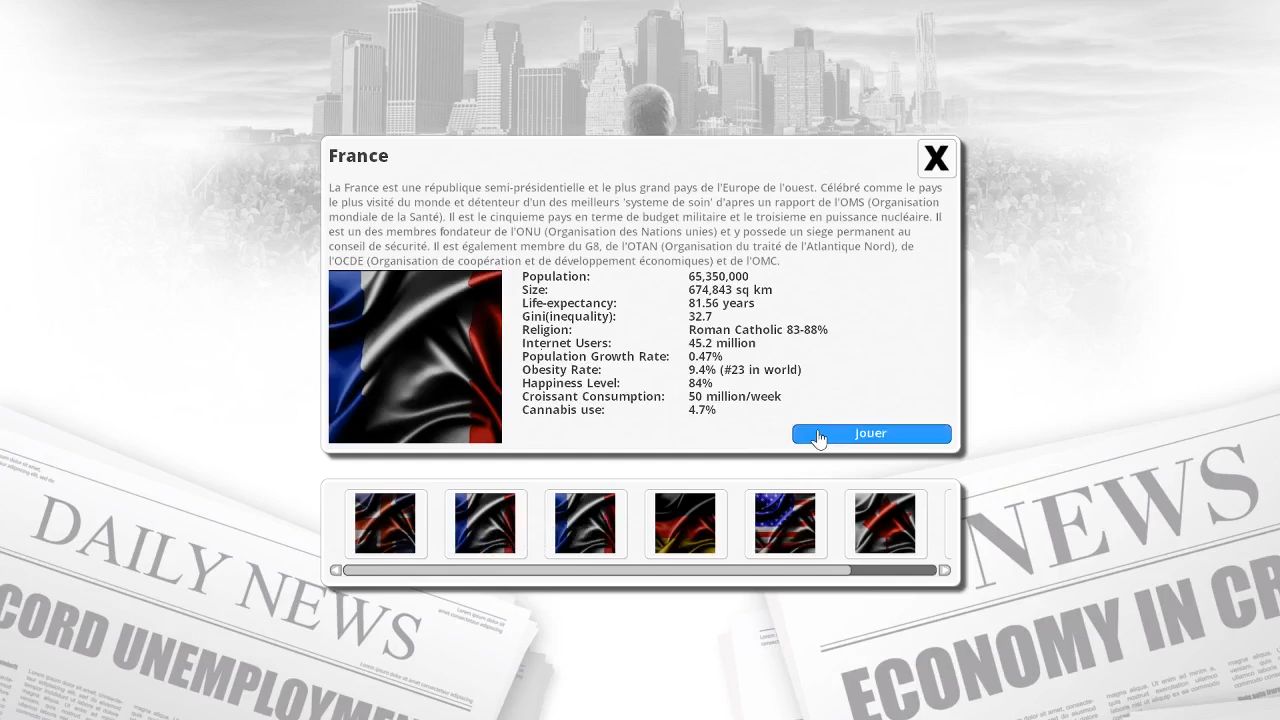 France
X
La France est une république semi-présidentielle et le plus grand pays de l'Europe de l'ouest. Célébré comme le pays
le plus visité du monde et détenteur d'un des meilleurs 'systeme de soin' d'apres un rapport de l'OMS (Organisation
mondiale de la Santé). Il est le cinquieme pays en terme de budget militaire et le troisieme en puissance nucléaire. Il
est un des membres fondateur de l'ONU (Organisation des Nations unies) et y possede un siege permanent au
conseil de sécurité. Il est également membre du G8, de l'OTAN (Organisation du traité de l'Atlantique Nord), de
l'OCDE (Organisation de coopération et de développement économiques) et de l'OMC.
Population: 65,350,000
Size: 674,843 sq km
Life-expectancy: 81.56 years
Gini(inequality): 32.7
Religion: Roman Catholic 83-88%
Internet Users: 45.2 million
Population Growth Rate: 0.47%
Obesity Rate: 9.4% (#23 in world)
Happiness Level: 84%
Croissant Consumption: 50 million/week
Cannabis use: 4.7%
Jouer
DAILY NEWS
CORD UNEMPLOYME
NEWS
ECONOMY IN CR